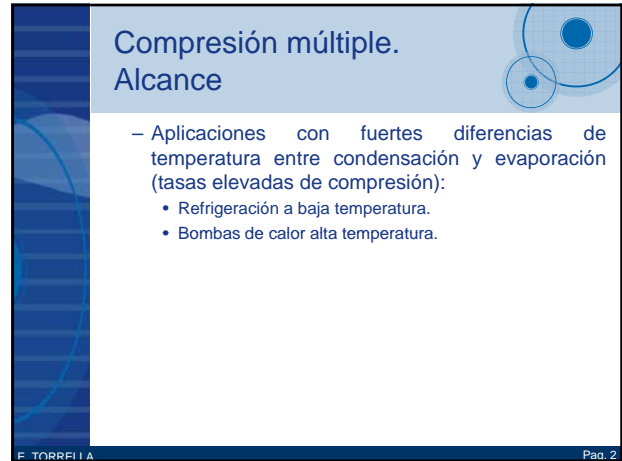 Compresión múltiple.
Alcance
– Aplicaciones con fuertes diferencias de
temperatura entre condensación y evaporación
(tasas elevadas de compresión):
• Refrigeración a baja temperatura.
• Bombas de calor alta temperatura.
E. TORRELLA
Pag. 2